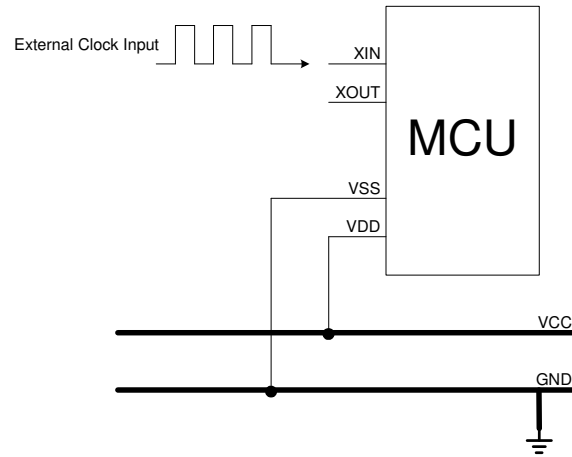 External Clock Input
XIN
XOUT
MCU
VSS
VDD
VCC
GND